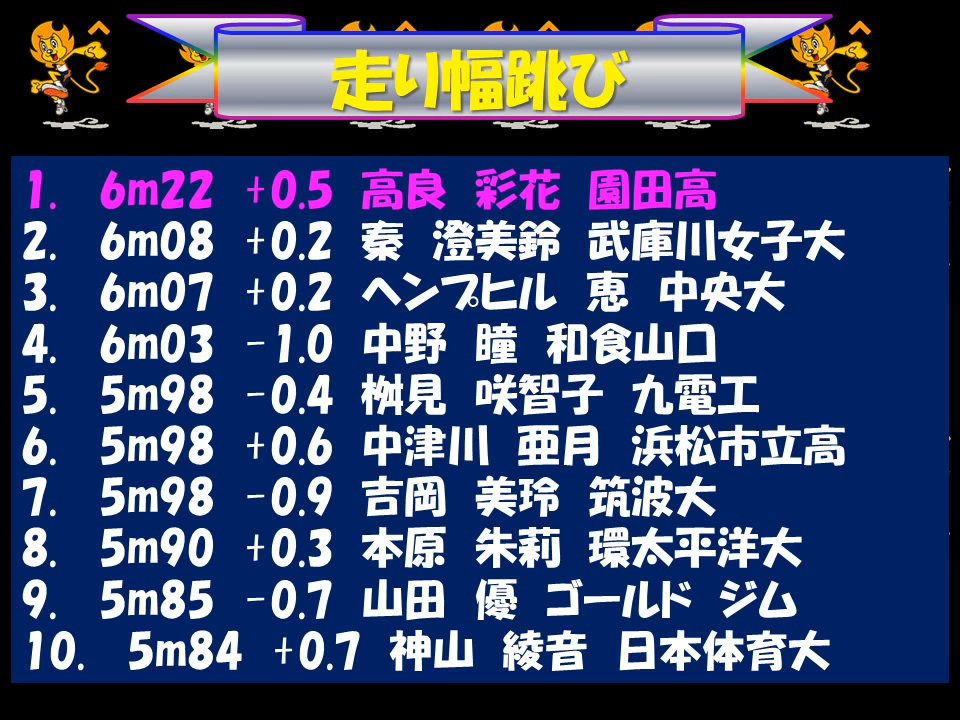 走り幅跳び
1. 6m22 +0.5 高良 彩花 園田高
2. 6m08 +0.2 秦 澄美鈴 武庫川女子大
3. 6m07 +0.2 ヘンプヒル 恵 中央大
4. 6m03 -1.0 中野 瞳 和食山口
5. 5m98 -0.4 桝見 咲智子 九電工
6. 5m98 +0.6 中津川 亜月 浜松市立高
7. 5m98 -0.9 吉岡 美玲 筑波大
8. 5m90 +0.3 本原 朱莉 環太平洋大
9. 5m85 -0.7 山田 優 ゴールド ジム
10. 5m84 +0.7 神山 綾音 日本体育大